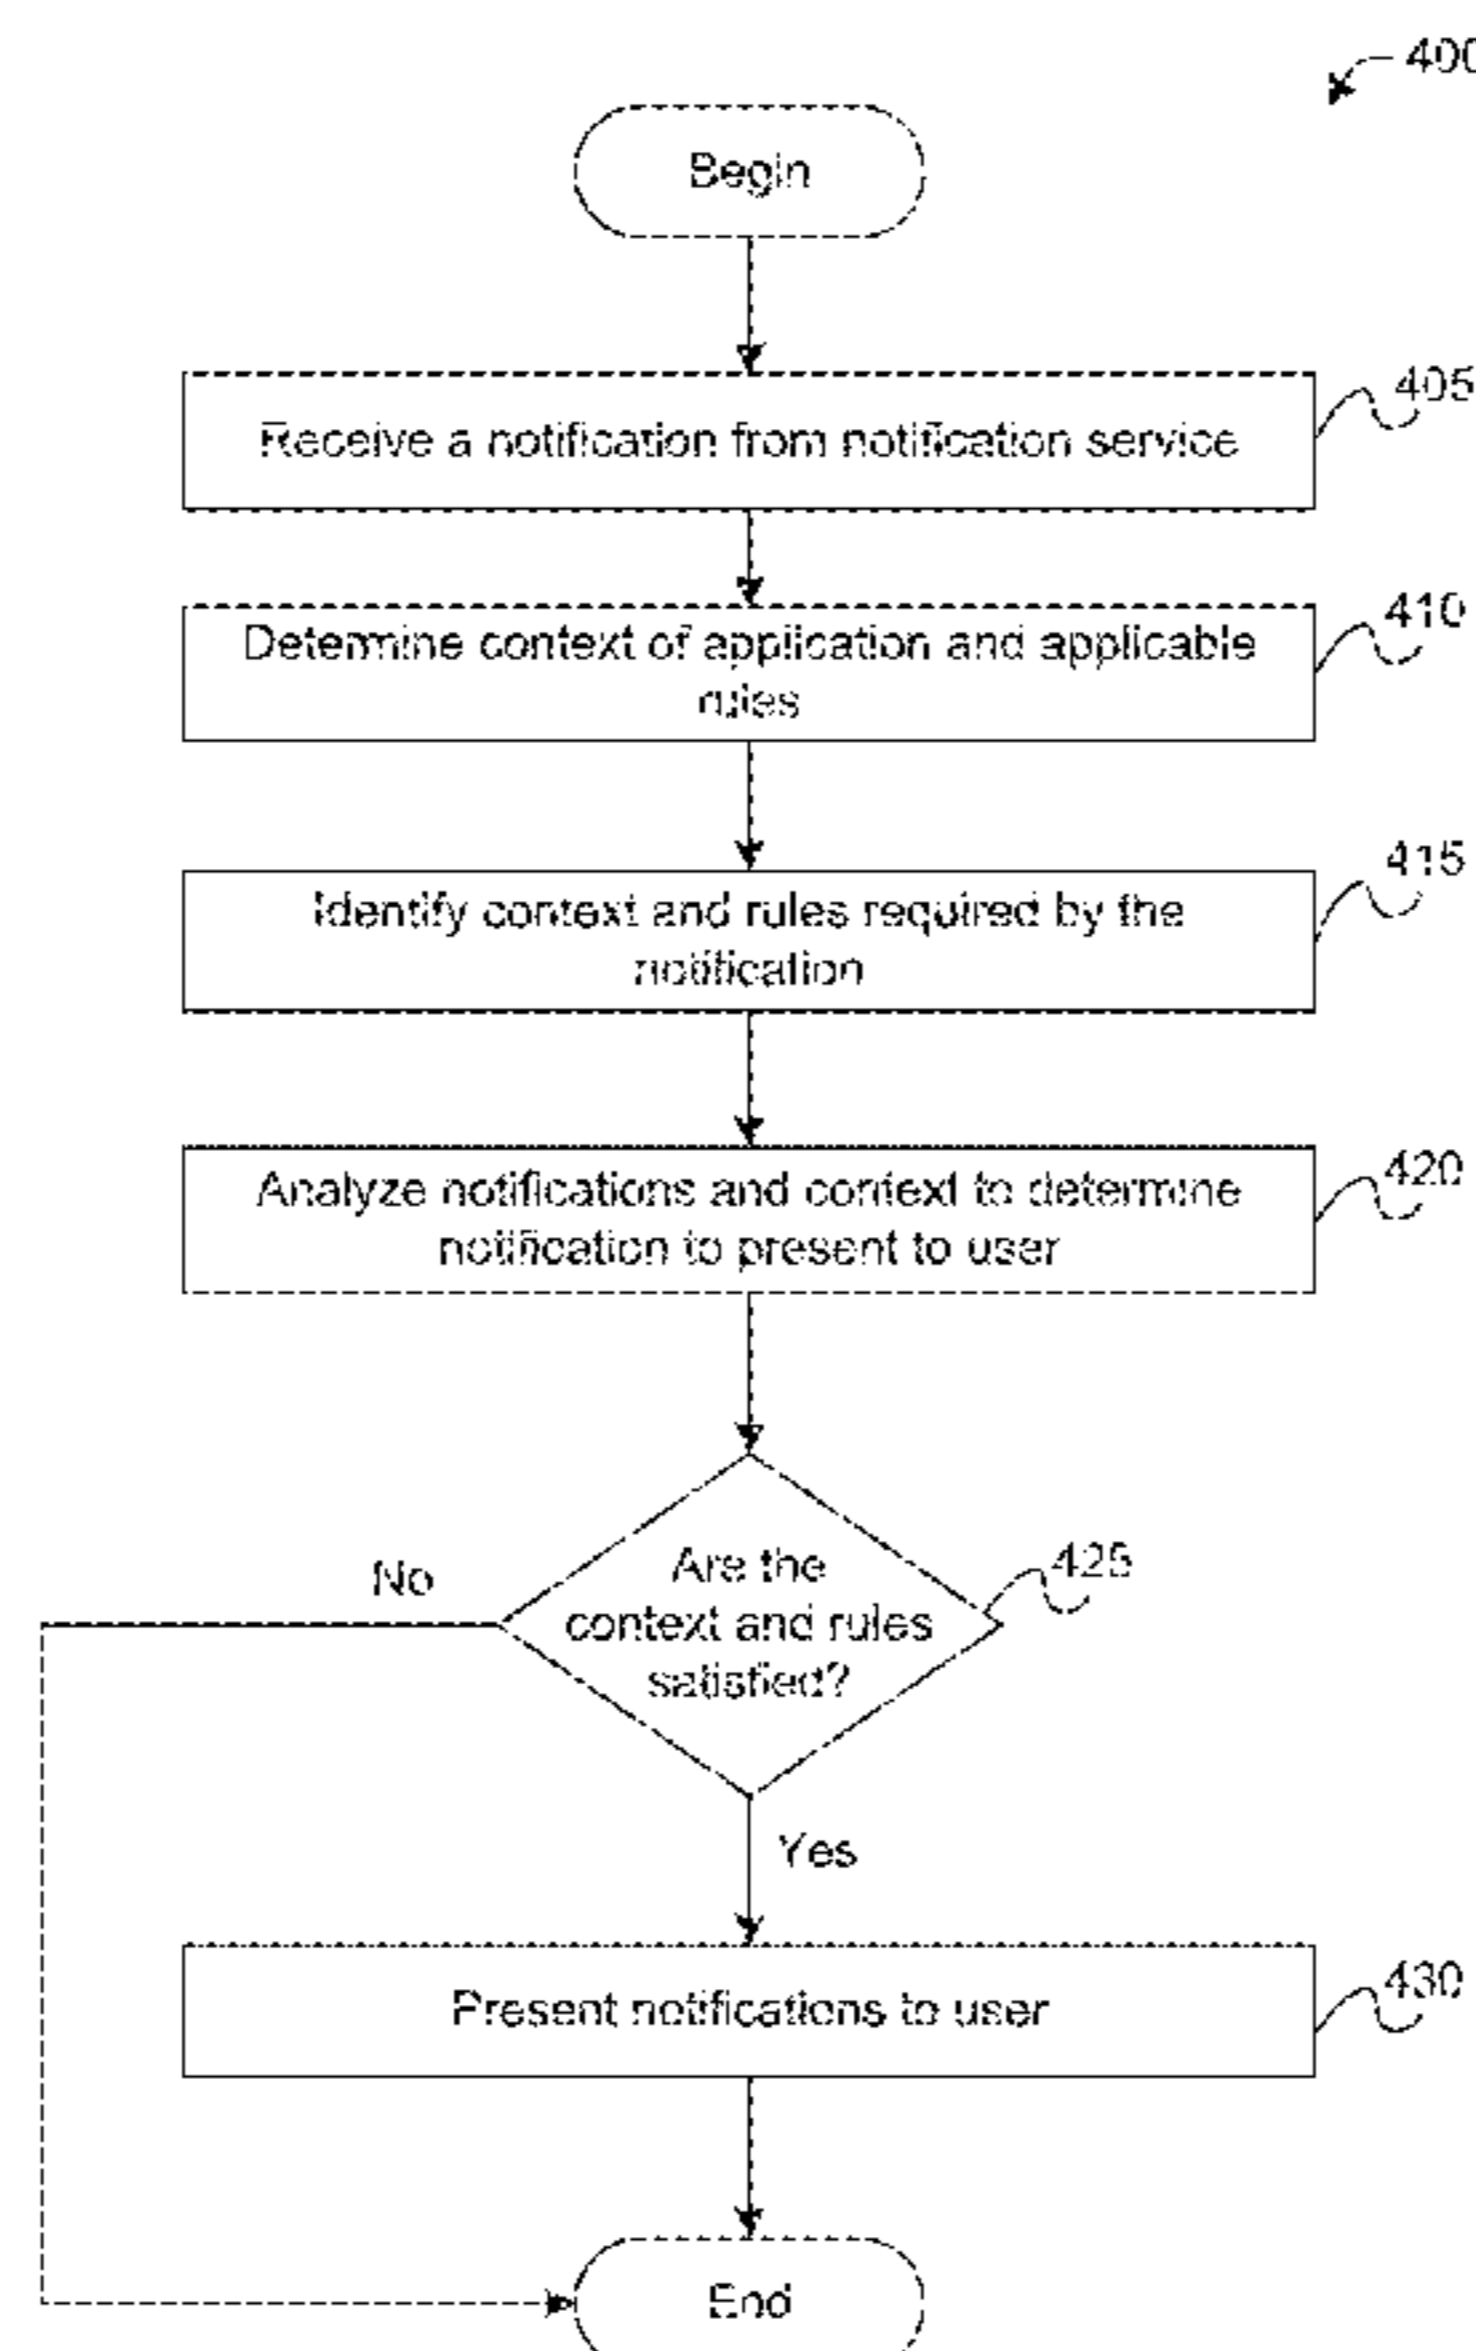 400
Begin
405
Receive a notification from notification service
410
Determine context of application and applicable
rules
415
Identify context and rules required by the
notification
420
Analyze notifications and context to determine
notification to present to user
425
Are the
context and rules
satisfied?
No
Yes
430
Present notifications to user
End